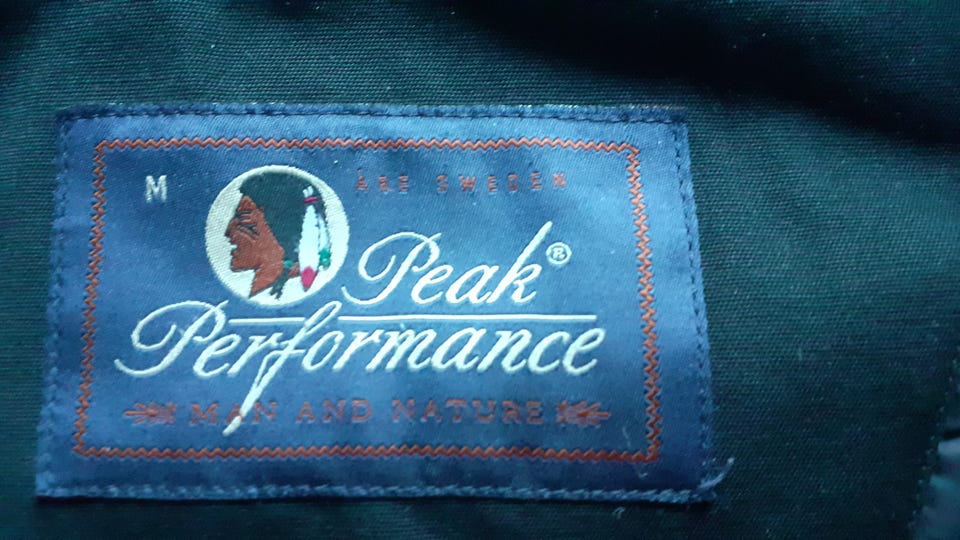 M
ÅRE SWEDEN
Peak®
Performance
MAN AND NATURE